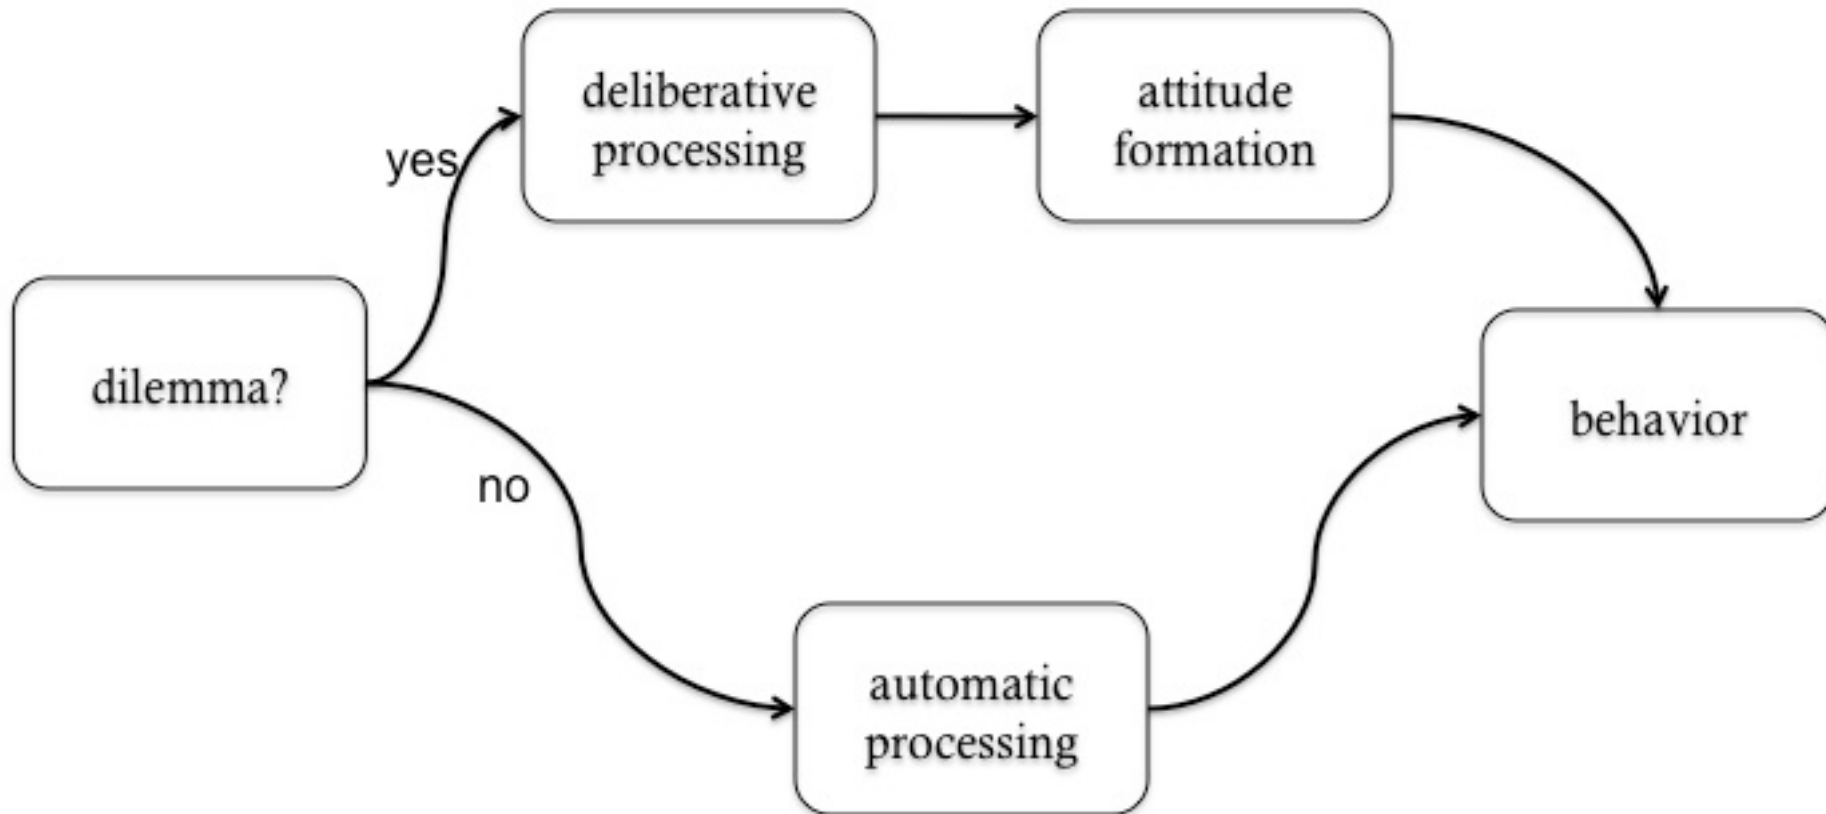 deliberative
processing
attitude
formation
yes
dilemma?
behavior
no
automatic
processing